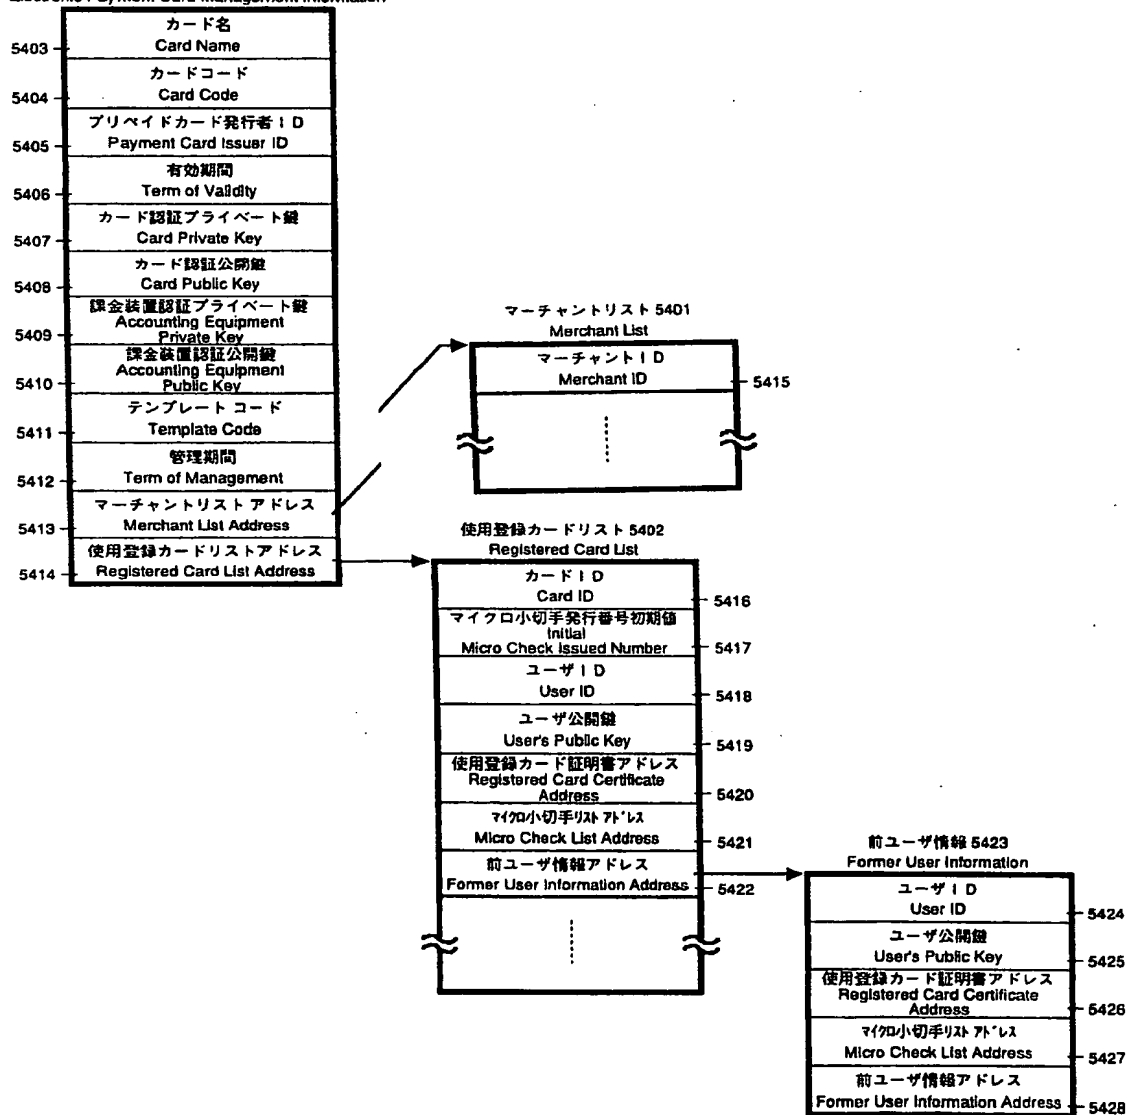 カード名
Card Name
5403
カードコード
Card Code
5404
プリペイドカード発行者ID
Payment Card Issuer ID
5405
有効期間
Term of Validity
5406
カード認証プライベート鍵
Card Private Key
5407
カード認証公開鍵
Card Public Key
5408
課金装置認証プライベート鍵
Accounting Equipment
Private Key
5409
課金装置認証公開鍵
Accounting Equipment
Public Key
5410
テンプレート コード
Template Code
5411
管理期間
Term of Management
5412
マーチャントリスト アドレス
Merchant List Address
5413
使用登録カードリストアドレス
Registered Card List Address
5414
マーチャントリスト 5401
Merchant List
マーチャントID
Merchant ID
5415
使用登録カードリスト 5402
Registered Card List
カードID
Card ID
5416
マイクロ小切手発行番号初期値
Initial
Micro Check Issued Number
5417
ユーザID
User ID
5418
ユーザ公開鍵
User's Public Key
5419
使用登録カード証明書アドレス
Registered Card Certificate
Address
5420
マイクロ小切手リスト アドレス
Micro Check List Address
5421
前ユーザ情報アドレス
Former User Information Address
5422
前ユーザ情報 5423
Former User Information
ユーザID
User ID
5424
ユーザ公開鍵
User's Public Key
5425
使用登録カード証明書アドレス
Registered Card Certificate
Address
5426
マイクロ小切手リスト アドレス
Micro Check List Address
5427
前ユーザ情報アドレス
Former User Information Address
5428